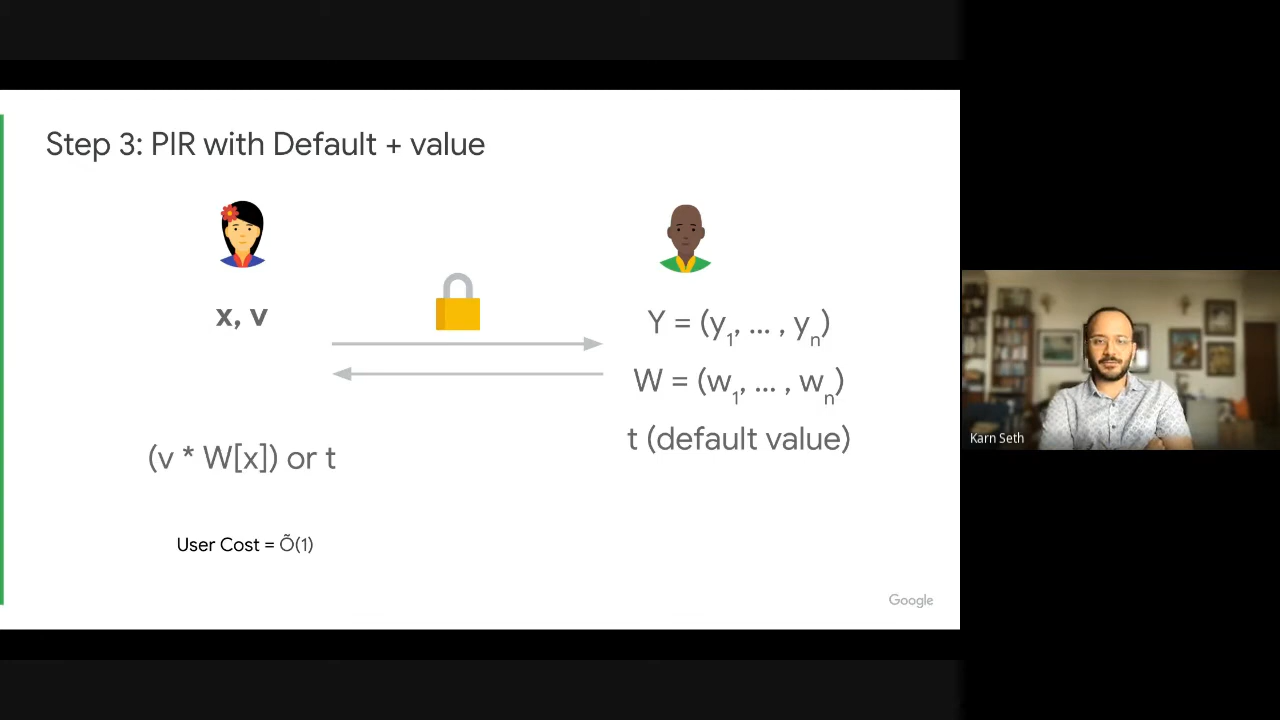 Step 3: PIR with Default + value
x, v
Y = (y1, ... , yn)
W = (w1, ... , wn)
t (default value)
(v * W[x]) or t
User Cost = Õ(1)
Google
Karn Seth